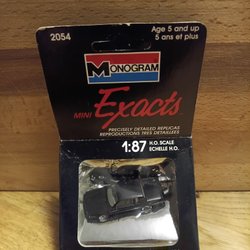 2054
Age 5 and up
5 ans et plus
MONOGRAM
MINI Exacts
PRECISELY DETAILED REPLICAS
REPRODUCTIONS TRES DETAILLEES
1:87 H.O. SCALE
ECHELLE H.O.